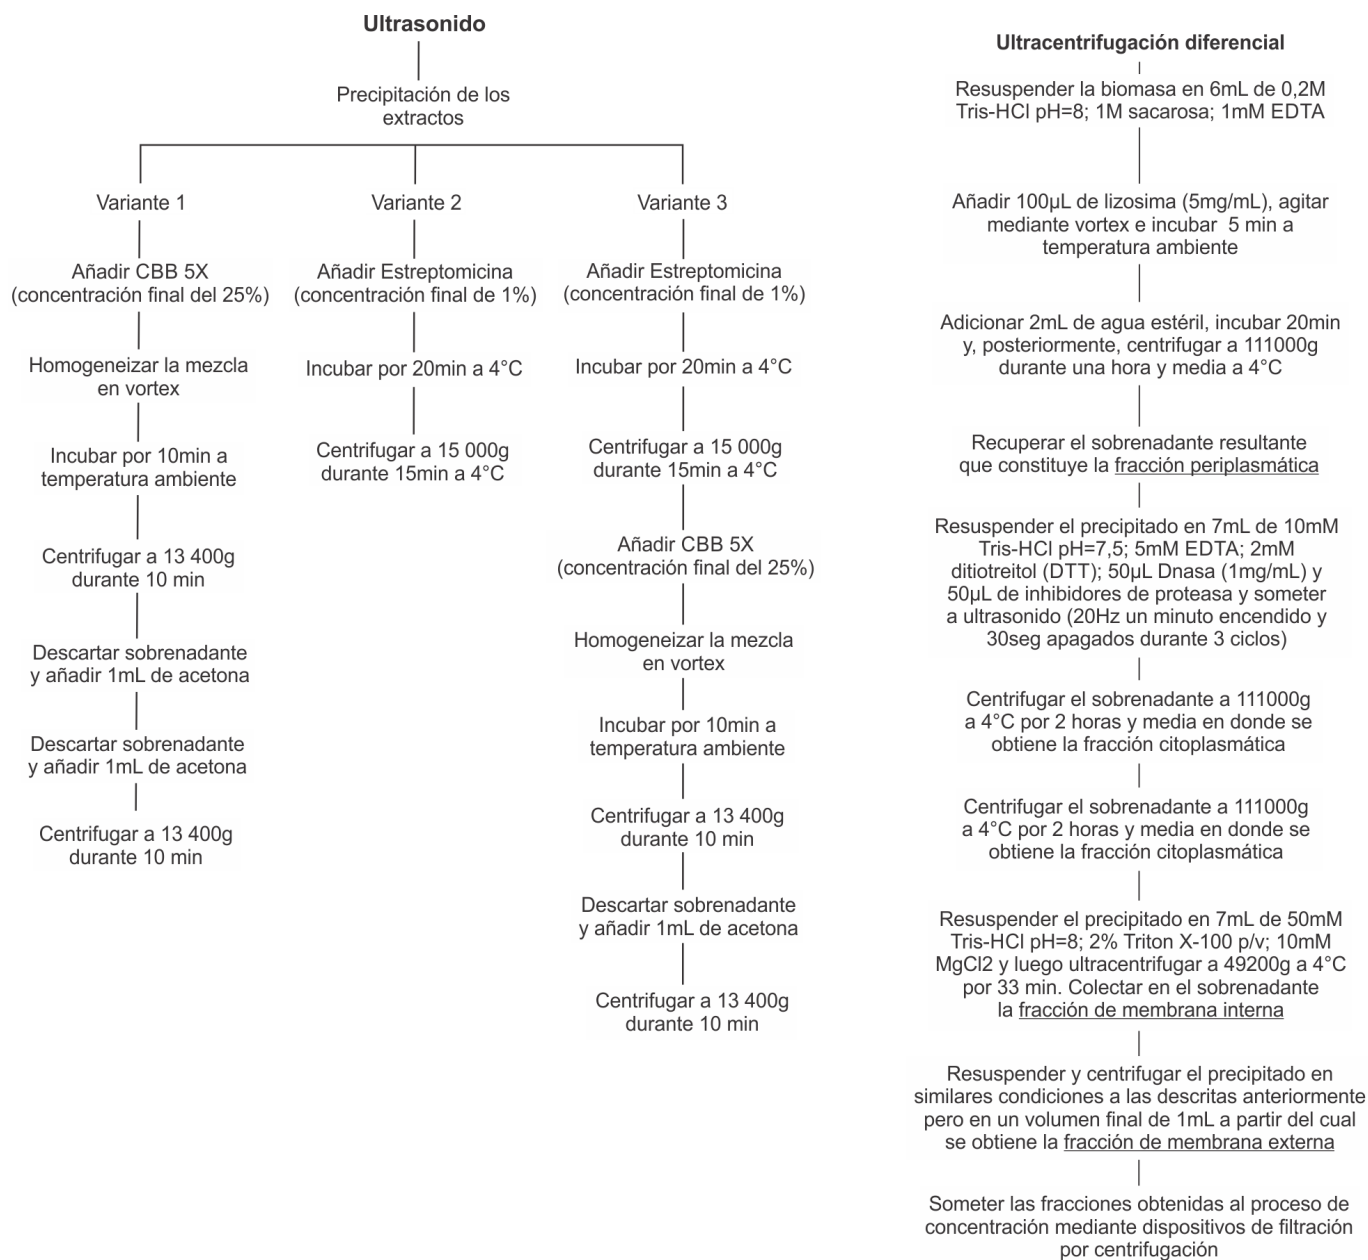 Ultrasonido
Precipitación de los
extractos
Variante 1
Añadir CBB 5X
(concentración final del 25%)
Homogeneizar la mezcla
en vortex
Incubar por 10min a
temperatura ambiente
Centrifugar a 13 400g
durante 10 min
Descartar sobrenadante
y añadir 1mL de acetona
Descartar sobrenadante
y añadir 1mL de acetona
Centrifugar a 13 400g
durante 10 min
Variante 2
Añadir Estreptomicina
(concentración final de 1%)
Incubar por 20min a 4°C
Centrifugar a 15 000g
durante 15min a 4°C
Variante 3
Añadir Estreptomicina
(concentración final de 1%)
Incubar por 20min a 4°C
Centrifugar a 15 000g
durante 15min a 4°C
Añadir CBB 5X
(concentración final del 25%)
Homogeneizar la mezcla
en vortex
Incubar por 10min a
temperatura ambiente
Centrifugar a 13 400g
durante 10 min
Descartar sobrenadante
y añadir 1mL de acetona
Centrifugar a 13 400g
durante 10 min
Ultracentrifugación diferencial
Resuspender la biomasa en 6mL de 0,2M
Tris-HCl pH=8; 1M sacarosa; 1mM EDTA
Añadir 100µL de lizosima (5mg/mL), agitar
mediante vortex e incubar 5 min a
temperatura ambiente
Adicionar 2mL de agua estéril, incubar 20min
y, posteriormente, centrifugar a 111000g
durante una hora y media a 4°C
Recuperar el sobrenadante resultante
que constituye la fracción periplasmática
Resuspender el precipitado en 7mL de 10mM
Tris-HCl pH=7,5; 5mM EDTA; 2mM
ditiotreitol (DTT); 50µL Dnasa (1mg/mL) y
50µL de inhibidores de proteasa y someter
a ultrasonido (20Hz un minuto encendido y
30seg apagados durante 3 ciclos)
Centrifugar el sobrenadante a 111000g
a 4°C por 2 horas y media en donde se
obtiene la fracción citoplasmática
Centrifugar el sobrenadante a 111000g
a 4°C por 2 horas y media en donde se
obtiene la fracción citoplasmática
Resuspender el precipitado en 7mL de 50mM
Tris-HCl pH=8; 2% Triton X-100 p/v; 10mM
MgCl2 y luego ultracentrifugar a 49200g a 4°C
por 33 min. Colectar en el sobrenadante
la fracción de membrana interna
Resuspender y centrifugar el precipitado en
similares condiciones a las descritas anteriormente
pero en un volumen final de 1mL a partir del cual
se obtiene la fracción de membrana externa
Someter las fracciones obtenidas al proceso de
concentración mediante dispositivos de filtración
por centrifugación